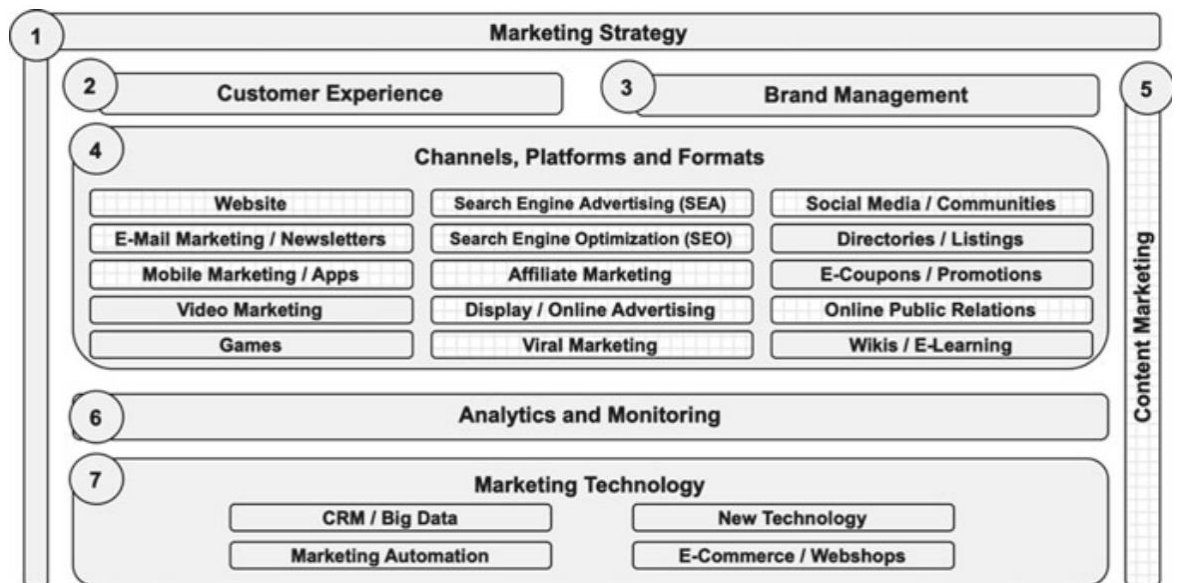 1
Marketing Strategy
2
Customer Experience
3
Brand Management
5
Content Marketing
4
Channels, Platforms and Formats
Website
Search Engine Advertising (SEA)
Social Media / Communities
E-Mail Marketing / Newsletters
Search Engine Optimization (SEO)
Directories / Listings
Mobile Marketing / Apps
Affiliate Marketing
E-Coupons / Promotions
Video Marketing
Display / Online Advertising
Online Public Relations
Games
Viral Marketing
Wikis / E-Learning
6
Analytics and Monitoring
7
Marketing Technology
CRM / Big Data
New Technology
Marketing Automation
E-Commerce / Webshops